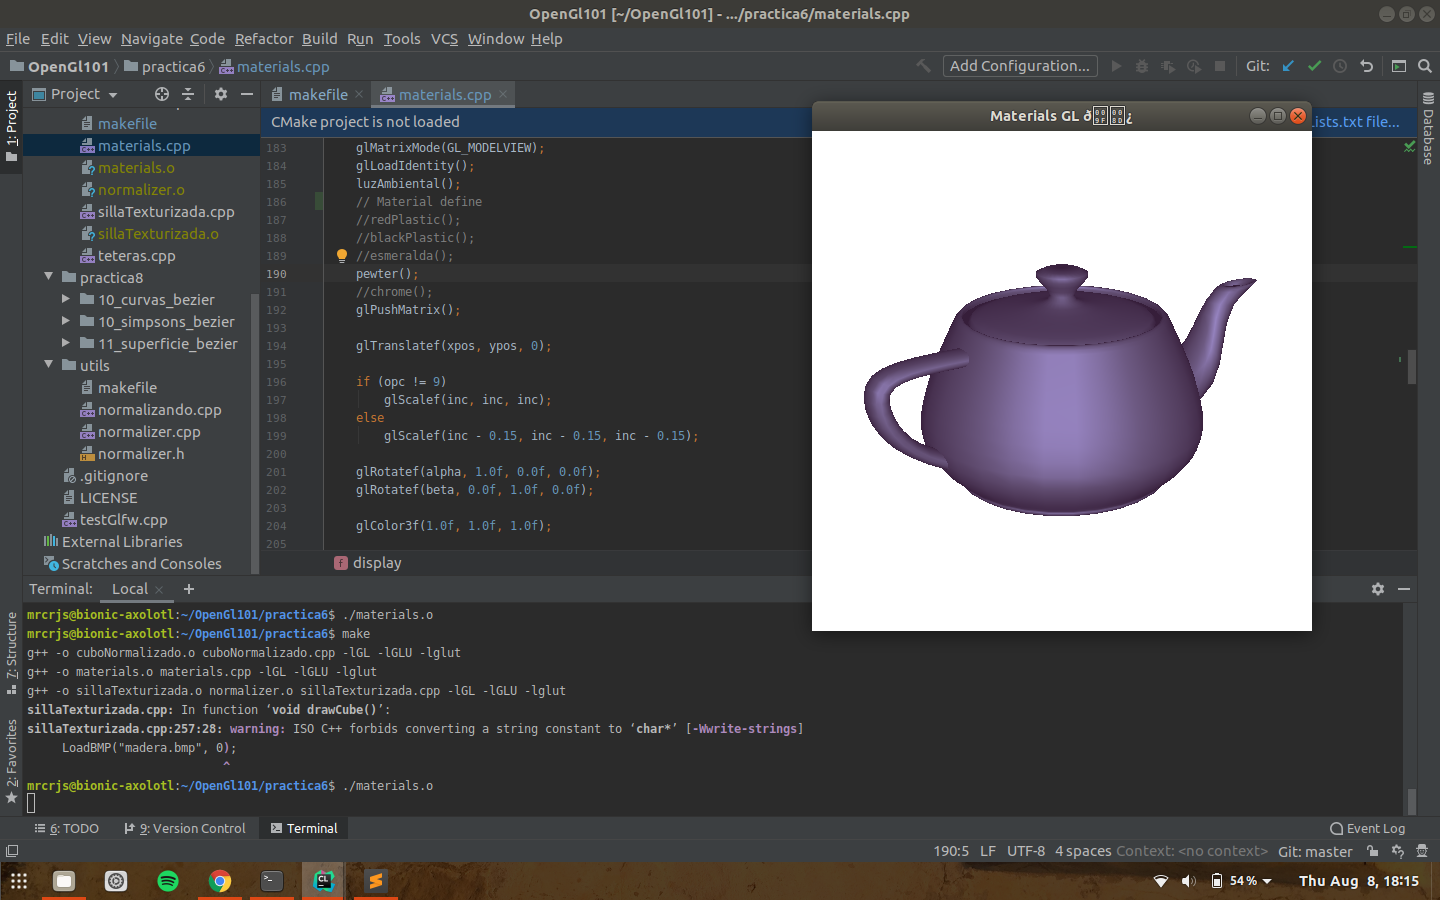 OpenGl101 [~/OpenGl101] - .../practica6/materials.cpp
File Edit View Navigate Code Refactor Build Run Tools VCS Window Help
OpenGl101 practica6 materials.cpp
Add Configuration...
Git:
1: Project
Project
makefile
materials.cpp
materials.o
normalizer.o
sillaTexturizada.cpp
sillaTexturizada.o
teteras.cpp
practica8
10_curvas_bezier
10_simpsons_bezier
11_superficie_bezier
utils
makefile
normalizando.cpp
normalizer.cpp
normalizer.h
.gitignore
LICENSE
testGlfw.cpp
External Libraries
Scratches and Consoles
makefile
materials.cpp
CMake project is not loaded
ists.txt file...
183 glMatrixMode(GL_MODELVIEW);
184 glLoadIdentity();
185 luzAmbiental();
186 // Material define
187 //redPlastic();
188 //blackPlastic();
189 //esmeralda();
190 pewter();
191 //chrome();
192 glPushMatrix();
193
194 glTranslatef(xpos, ypos, 0);
195
196 if (opc != 9)
197 glScalef(inc, inc, inc);
198 else
199 glScalef(inc - 0.15, inc - 0.15, inc - 0.15);
200
201 glRotatef(alpha, 1.0f, 0.0f, 0.0f);
202 glRotatef(beta, 0.0f, 1.0f, 0.0f);
203
204 glColor3f(1.0f, 1.0f, 1.0f);
205
f display
Materials GL
Database
Terminal: Local +
mrcrjs@bionic-axolotl:~/OpenGl101/practica6$ ./materials.o
mrcrjs@bionic-axolotl:~/OpenGl101/practica6$ make
g++ -o cuboNormalizado.o cuboNormalizado.cpp -lGL -lGLU -lglut
g++ -o materials.o materials.cpp -lGL -lGLU -lglut
g++ -o sillaTexturizada.o normalizer.o sillaTexturizada.cpp -lGL -lGLU -lglut
sillaTexturizada.cpp: In function ‘void drawCube()’:
sillaTexturizada.cpp:257:28: warning: ISO C++ forbids converting a string constant to ‘char*’ [-Wwrite-strings]
LoadBMP("madera.bmp", 0);
^
mrcrjs@bionic-axolotl:~/OpenGl101/practica6$ ./materials.o
7: Structure
2: Favorites
6: TODO
9: Version Control
Terminal
Event Log
190:5 LF UTF-8 4 spaces Context: <no context> Git: master
54 % Thu Aug 8, 18:15